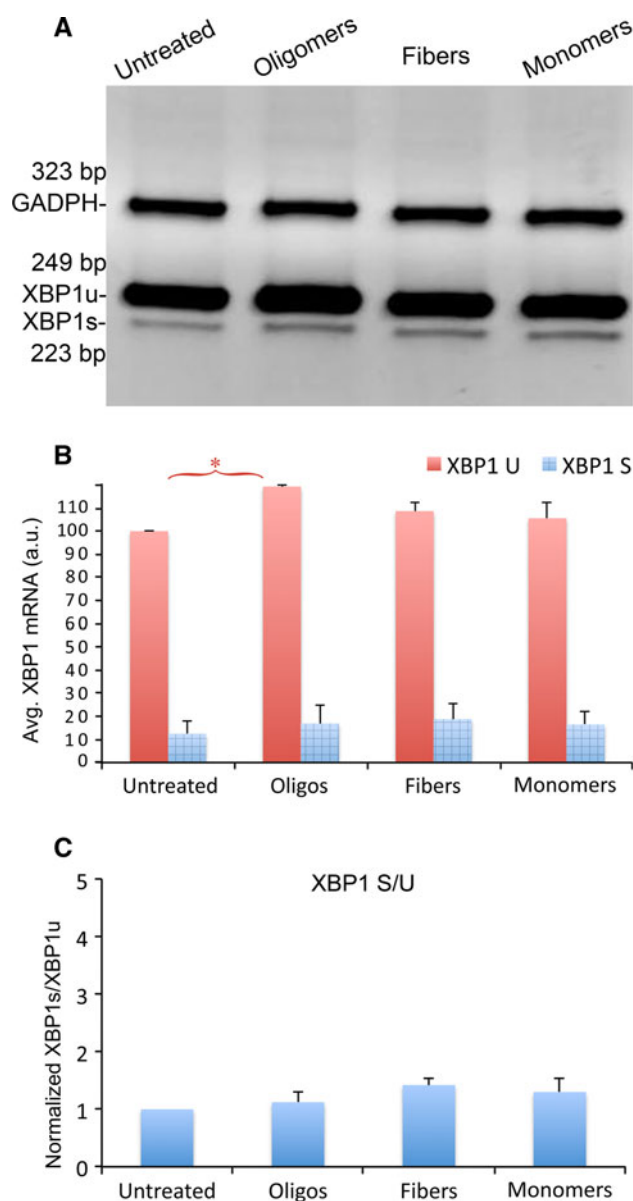 A
Untreated Oligomers Fibers Monomers
323 bp
GADPH-
249 bp
XBP1u-
XBP1s-
223 bp
B
*
XBP1 U XBP1 S
Avg. XBP1 mRNA (a.u.)
110
100
90
80
70
60
50
40
30
20
10
0
Untreated Oligos Fibers Monomers
C
XBP1 S/U
Normalized XBP1s/XBP1u
5
4
3
2
1
0
Untreated Oligos Fibers Monomers